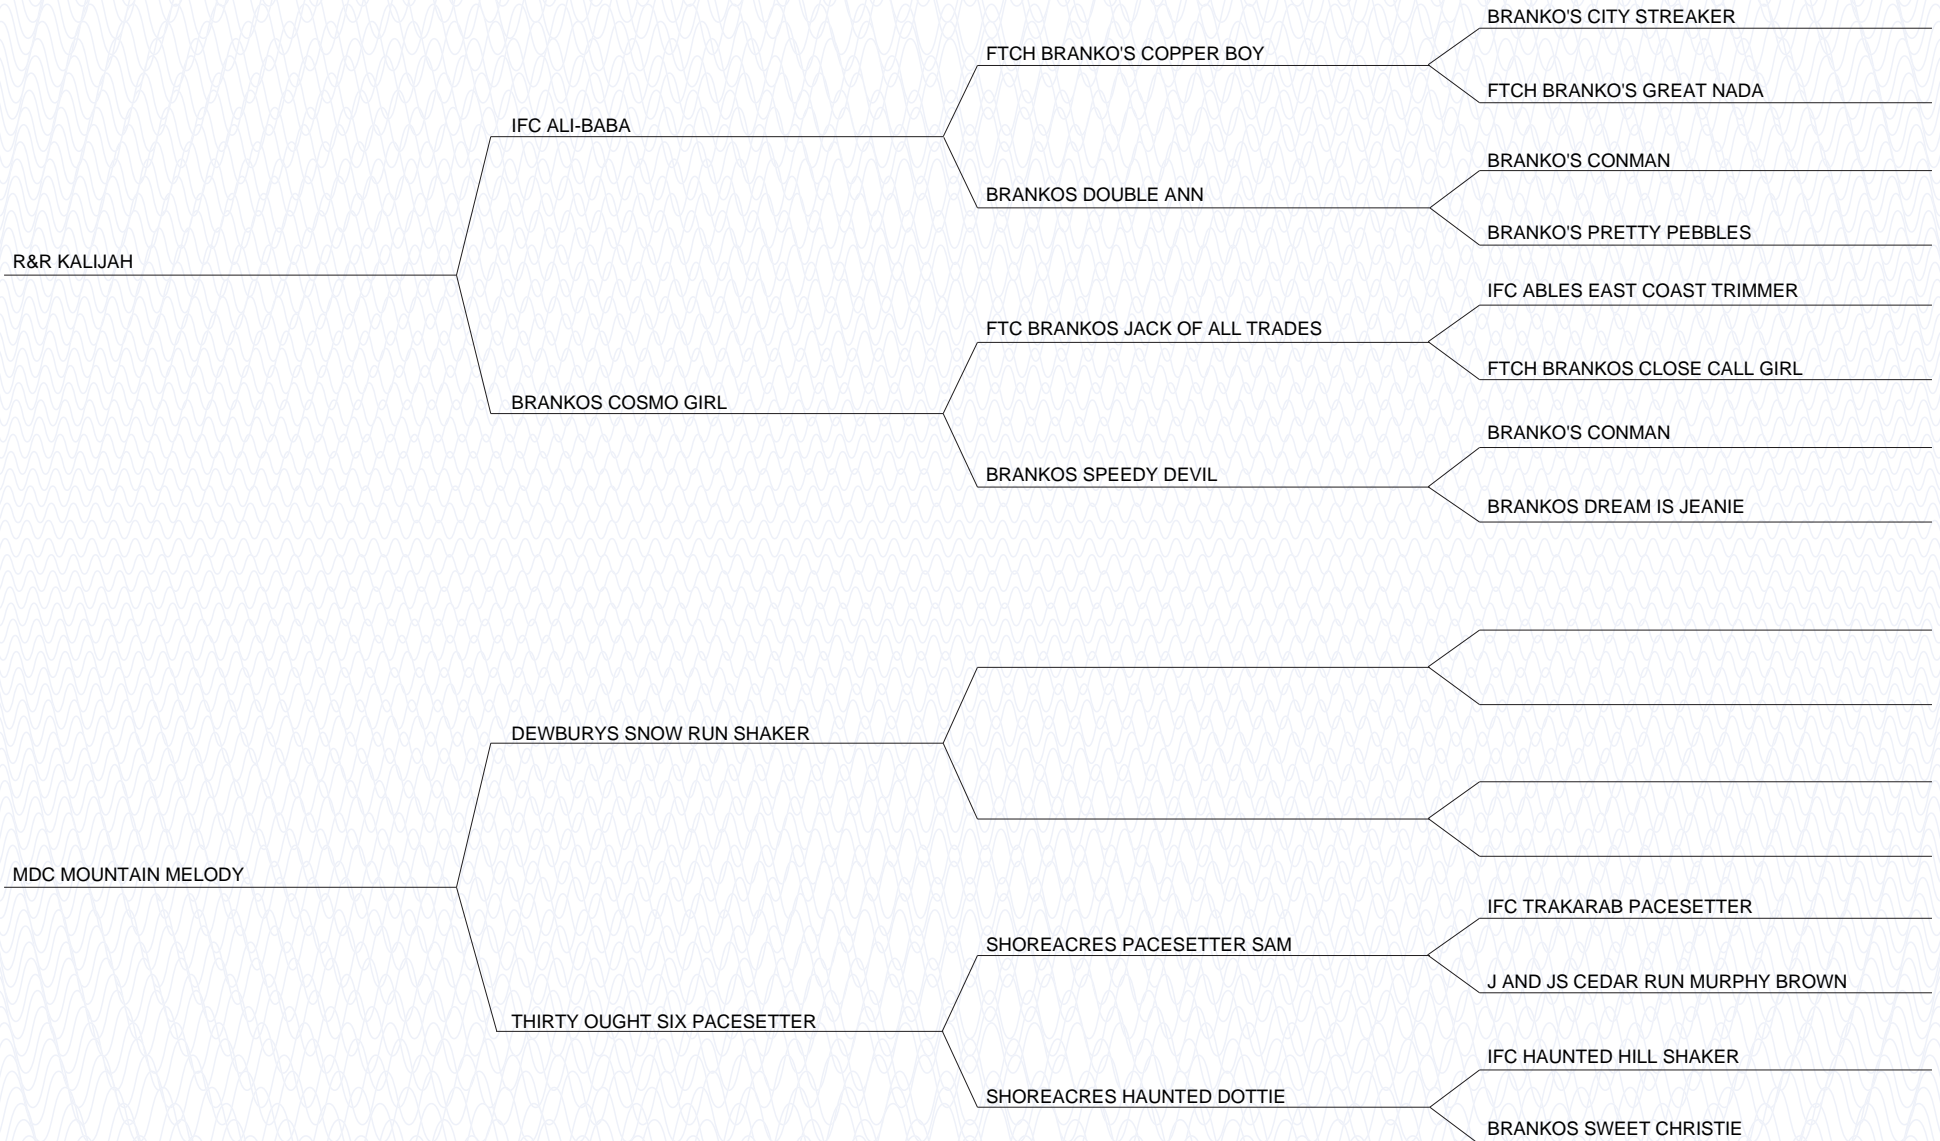 BRANKO'S CITY STREAKER
FTCH BRANKO'S COPPER BOY
FTCH BRANKO'S GREAT NADA
IFC ALI-BABA
BRANKO'S CONMAN
BRANKOS DOUBLE ANN
BRANKO'S PRETTY PEBBLES
R&R KALIJAH
IFC ABLES EAST COAST TRIMMER
FTC BRANKOS JACK OF ALL TRADES
FTCH BRANKOS CLOSE CALL GIRL
BRANKOS COSMO GIRL
BRANKO'S CONMAN
BRANKOS SPEEDY DEVIL
BRANKOS DREAM IS JEANIE
DEWBURYS SNOW RUN SHAKER
MDC MOUNTAIN MELODY
IFC TRAKARAB PACESETTER
SHOREACRES PACESETTER SAM
J AND JS CEDAR RUN MURPHY BROWN
THIRTY OUGHT SIX PACESETTER
IFC HAUNTED HILL SHAKER
SHOREACRES HAUNTED DOTTIE
BRANKOS SWEET CHRISTIE